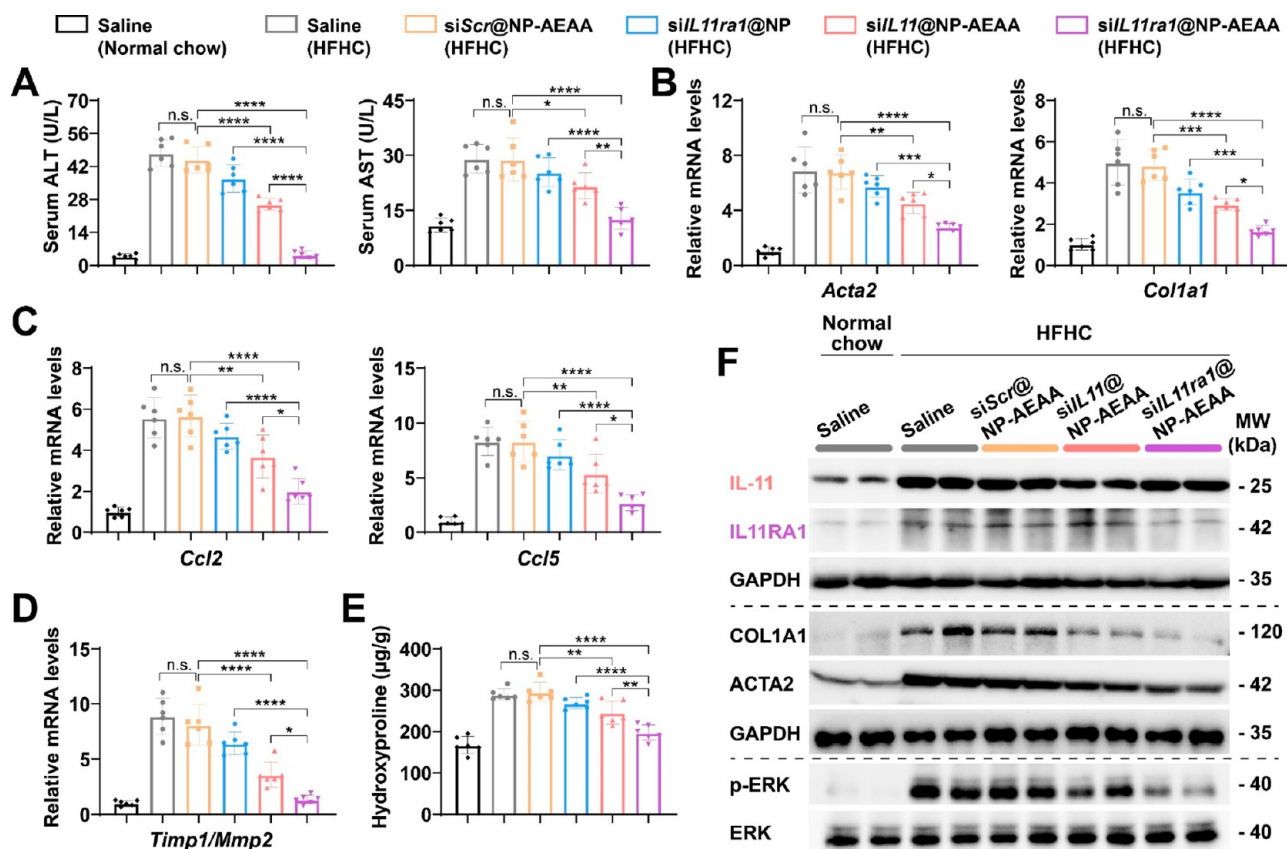 Saline
(Normal chow)
Saline
(HFHC)
siScr@NP-AEAA
(HFHC)
siIL11ra1@NP
(HFHC)
siIL11@NP-AEAA
(HFHC)
siIL11ra1@NP-AEAA
(HFHC)
A
Serum ALT (U/L)
70
56
42
28
14
0
n.s.
****
****
****
****
Serum AST (U/L)
45
30
15
0
n.s.
****
*
****
**
B
Relative mRNA levels
12
8
4
0
n.s.
****
**
***
*
Acta2
Relative mRNA levels
8
6
4
2
0
n.s.
****
***
***
*
Col1a1
C
Relative mRNA levels
8
6
4
2
0
n.s.
****
**
****
*
Ccl2
Relative mRNA levels
15
10
5
0
n.s.
****
**
****
*
Ccl5
D
Relative mRNA levels
15
10
5
0
n.s.
****
****
****
*
Timp1/Mmp2
E
Hydroxyproline (µg/g)
400
300
200
100
0
n.s.
****
**
****
**
F
Normal
chow
HFHC
Saline
Saline
siScr@
NP-AEAA
siIL11@
NP-AEAA
siIL11ra1@
NP-AEAA
MW
(kDa)
IL-11
- 25
IL11RA1
- 42
GAPDH
- 35
COL1A1
- 120
ACTA2
- 42
GAPDH
- 35
p-ERK
- 40
ERK
- 40